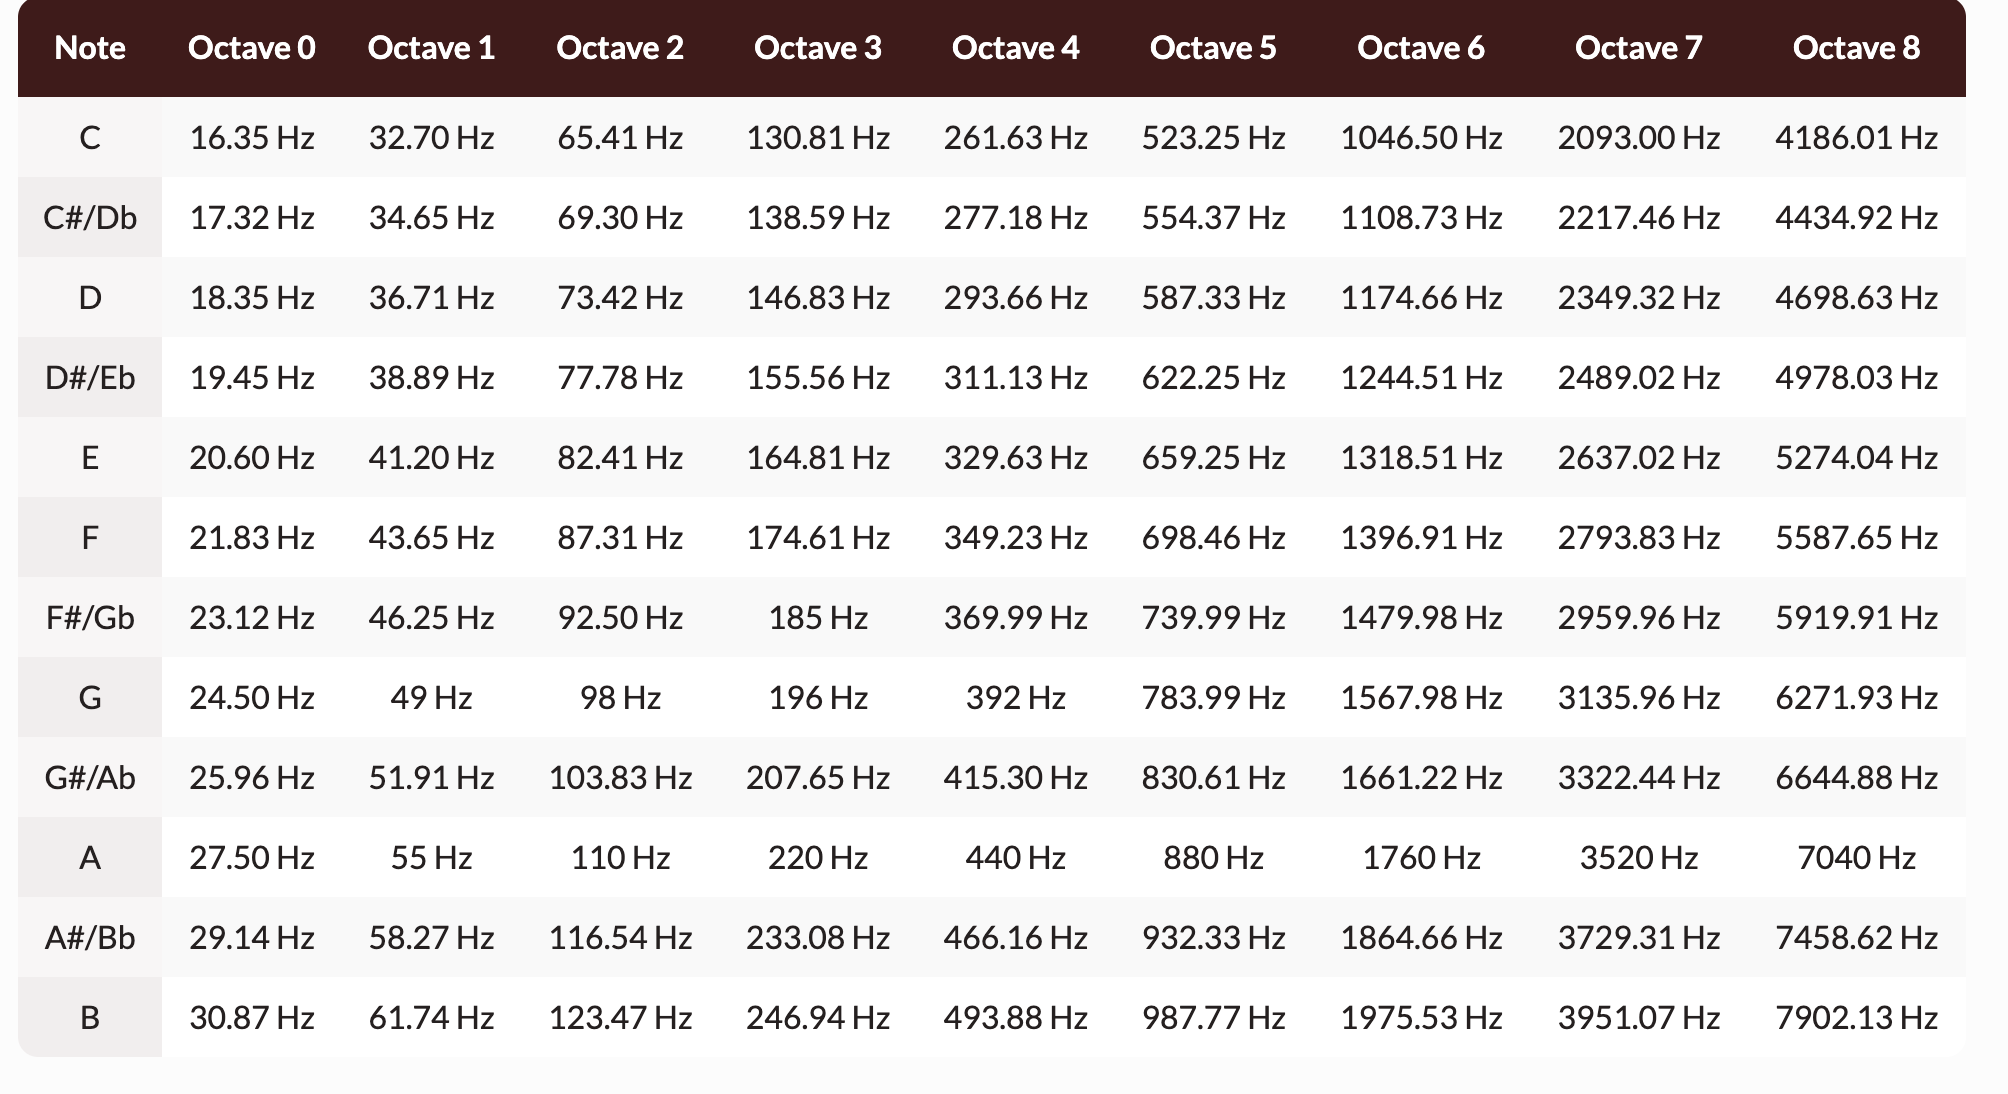 Note Octave 0 Octave 1 Octave 2 Octave 3 Octave 4 Octave 5 Octave 6 Octave 7 Octave 8
C 16.35 Hz 32.70 Hz 65.41 Hz 130.81 Hz 261.63 Hz 523.25 Hz 1046.50 Hz 2093.00 Hz 4186.01 Hz
C#/Db 17.32 Hz 34.65 Hz 69.30 Hz 138.59 Hz 277.18 Hz 554.37 Hz 1108.73 Hz 2217.46 Hz 4434.92 Hz
D 18.35 Hz 36.71 Hz 73.42 Hz 146.83 Hz 293.66 Hz 587.33 Hz 1174.66 Hz 2349.32 Hz 4698.63 Hz
D#/Eb 19.45 Hz 38.89 Hz 77.78 Hz 155.56 Hz 311.13 Hz 622.25 Hz 1244.51 Hz 2489.02 Hz 4978.03 Hz
E 20.60 Hz 41.20 Hz 82.41 Hz 164.81 Hz 329.63 Hz 659.25 Hz 1318.51 Hz 2637.02 Hz 5274.04 Hz
F 21.83 Hz 43.65 Hz 87.31 Hz 174.61 Hz 349.23 Hz 698.46 Hz 1396.91 Hz 2793.83 Hz 5587.65 Hz
F#/Gb 23.12 Hz 46.25 Hz 92.50 Hz 185 Hz 369.99 Hz 739.99 Hz 1479.98 Hz 2959.96 Hz 5919.91 Hz
G 24.50 Hz 49 Hz 98 Hz 196 Hz 392 Hz 783.99 Hz 1567.98 Hz 3135.96 Hz 6271.93 Hz
G#/Ab 25.96 Hz 51.91 Hz 103.83 Hz 207.65 Hz 415.30 Hz 830.61 Hz 1661.22 Hz 3322.44 Hz 6644.88 Hz
A 27.50 Hz 55 Hz 110 Hz 220 Hz 440 Hz 880 Hz 1760 Hz 3520 Hz 7040 Hz
A#/Bb 29.14 Hz 58.27 Hz 116.54 Hz 233.08 Hz 466.16 Hz 932.33 Hz 1864.66 Hz 3729.31 Hz 7458.62 Hz
B 30.87 Hz 61.74 Hz 123.47 Hz 246.94 Hz 493.88 Hz 987.77 Hz 1975.53 Hz 3951.07 Hz 7902.13 Hz